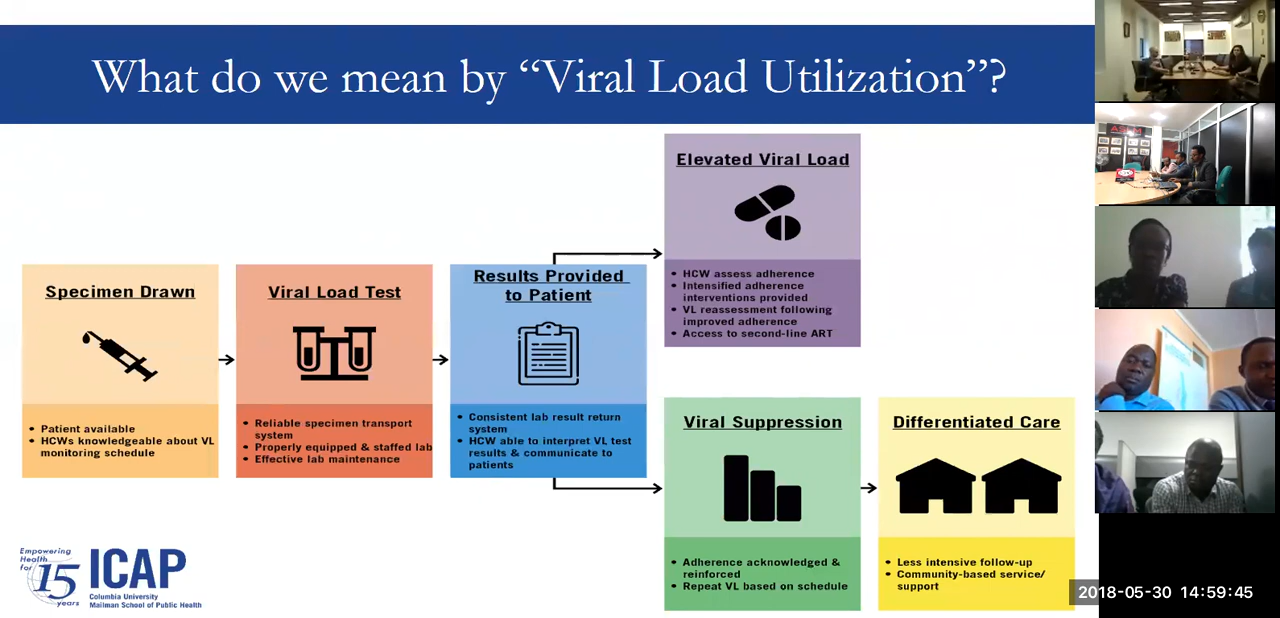 What do we mean by “Viral Load Utilization”?
Specimen Drawn
• Patient available
• HCWs knowledgeable about VL
monitoring schedule
Viral Load Test
• Reliable specimen transport
system
• Properly equipped & staffed lab
• Effective lab maintenance
Results Provided
to Patient
• Consistent lab result return
system
• HCW able to interpret VL test
results & communicate to
patients
Elevated Viral Load
• HCW assess adherence
• Intensified adherence
interventions provided
• VL reassessment following
improved adherence
• Access to second-line ART
Viral Suppression
• Adherence acknowledged &
reinforced
• Repeat VL based on schedule
Differentiated Care
• Less intensive follow-up
• Community-based service/
support
Empowering
Health
for 15
years
ICAP
Columbia University
Mailman School of Public Health
2018-05-30 14:59:45